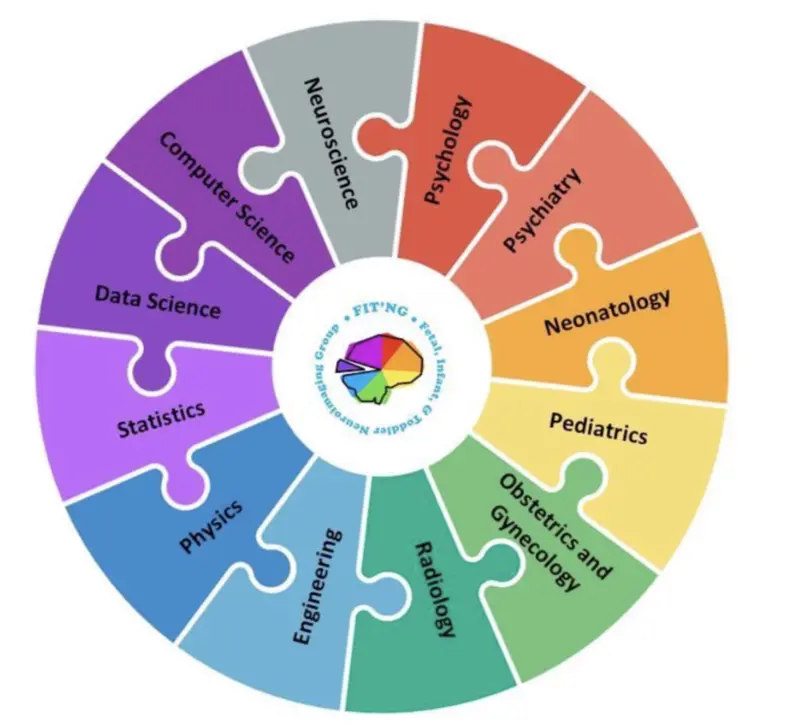 Neuroscience
Psychology
Psychiatry
Neonatology
Pediatrics
Obstetrics and
Gynecology
Radiology
Engineering
Physics
Statistics
Data Science
Computer Science
• FIT'NG • Fetal, Infant, & Toddler Neuroimaging Group